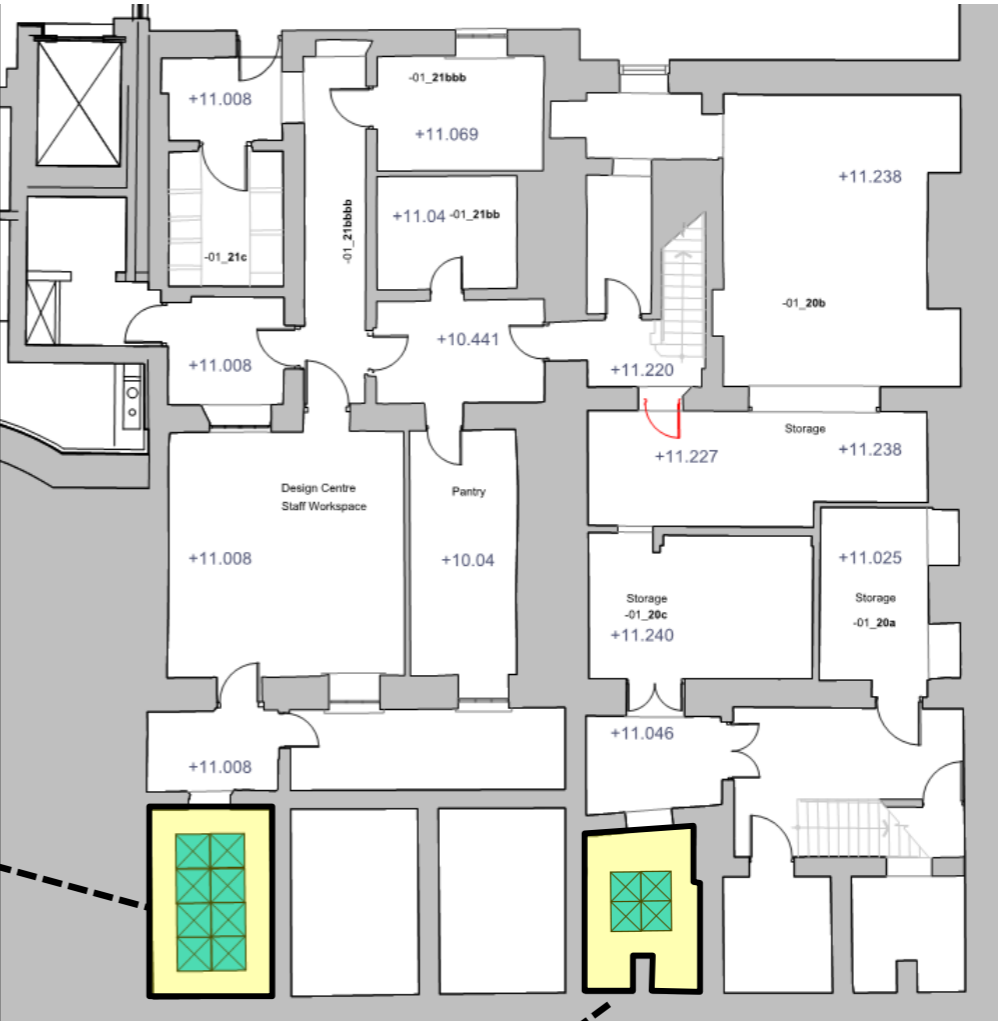 -01_21bbb
+11.008
+11.069
+11.238
+11.04 -01_21bb
-01_21bbbb
-01_21c
-01_20b
+10.441
+11.008
+11.220
Storage
+11.227
+11.238
Design Centre
Staff Workspace
Pantry
+11.008
+10.04
+11.025
Storage
-01_20c
+11.240
Storage
-01_20a
+11.046
+11.008